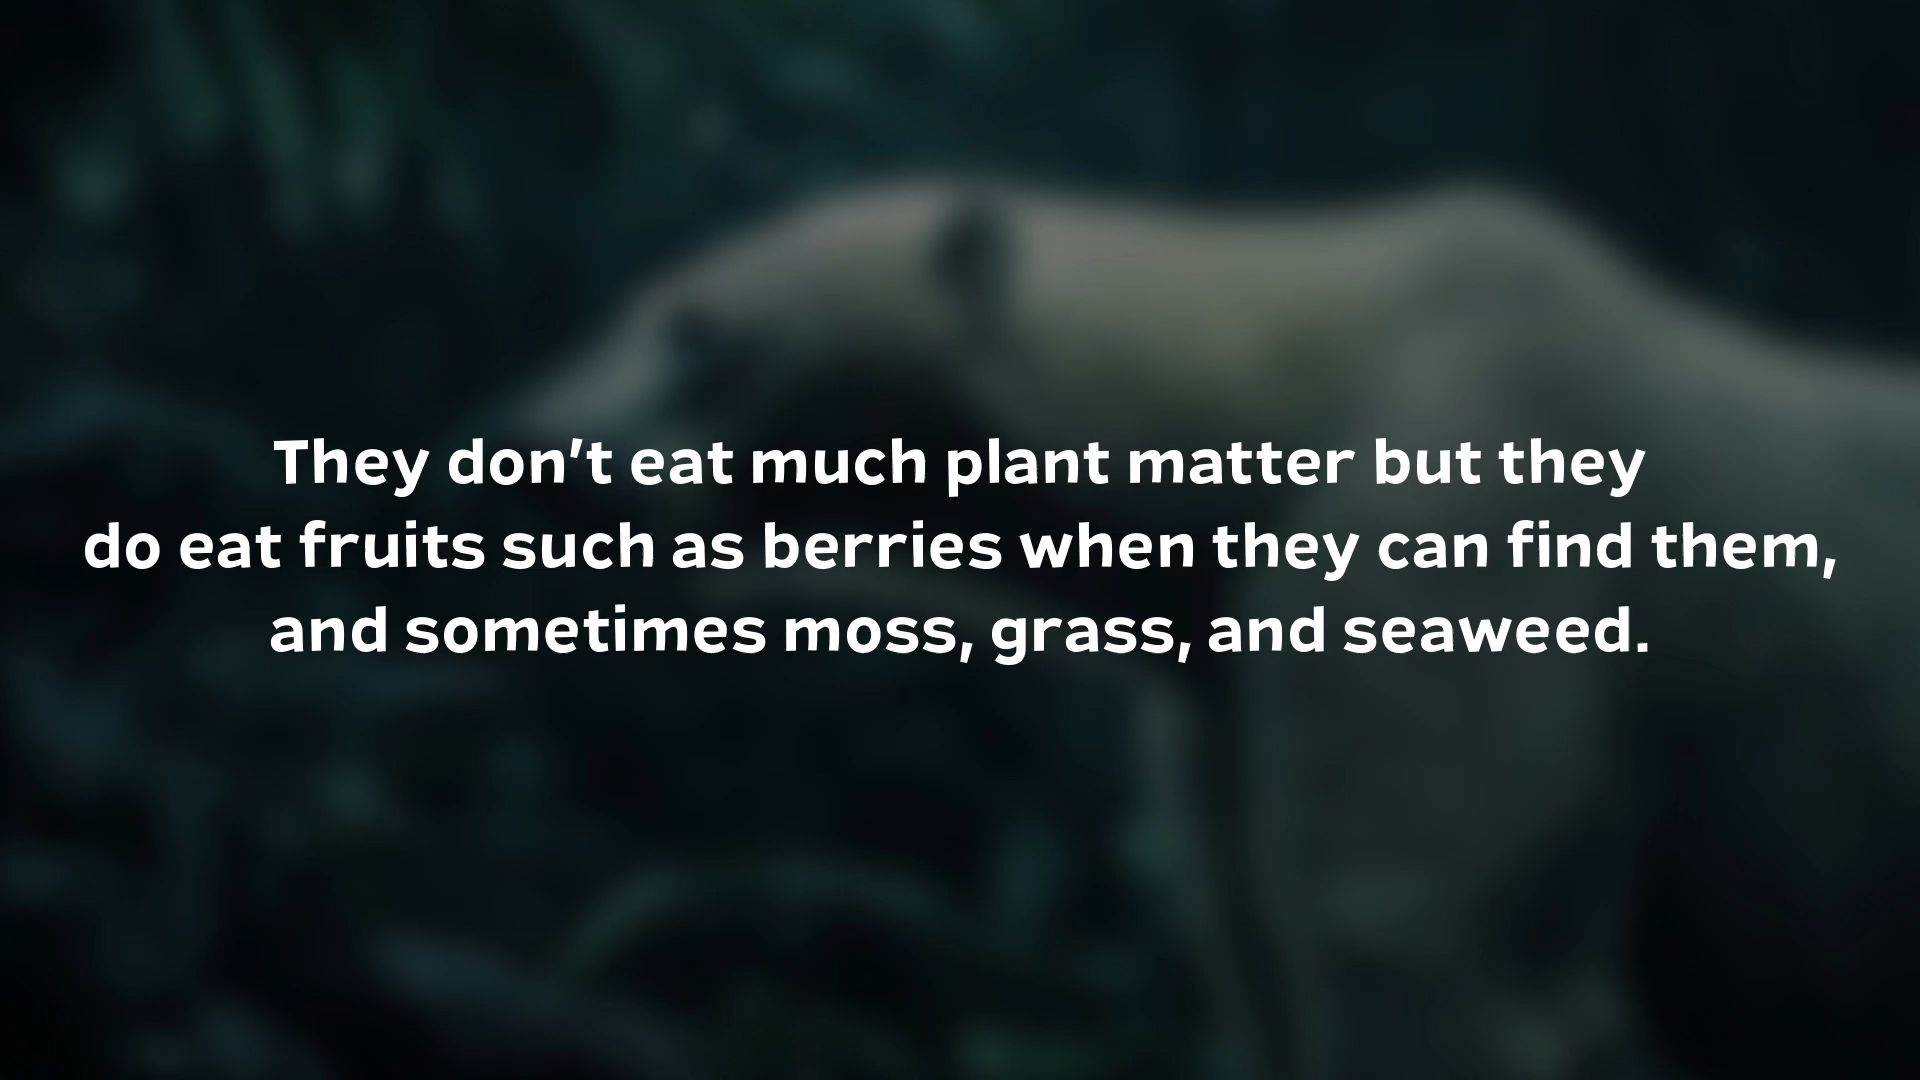 They don’t eat much plant matter but they
do eat fruits such as berries when they can find them,
and sometimes moss, grass, and seaweed.